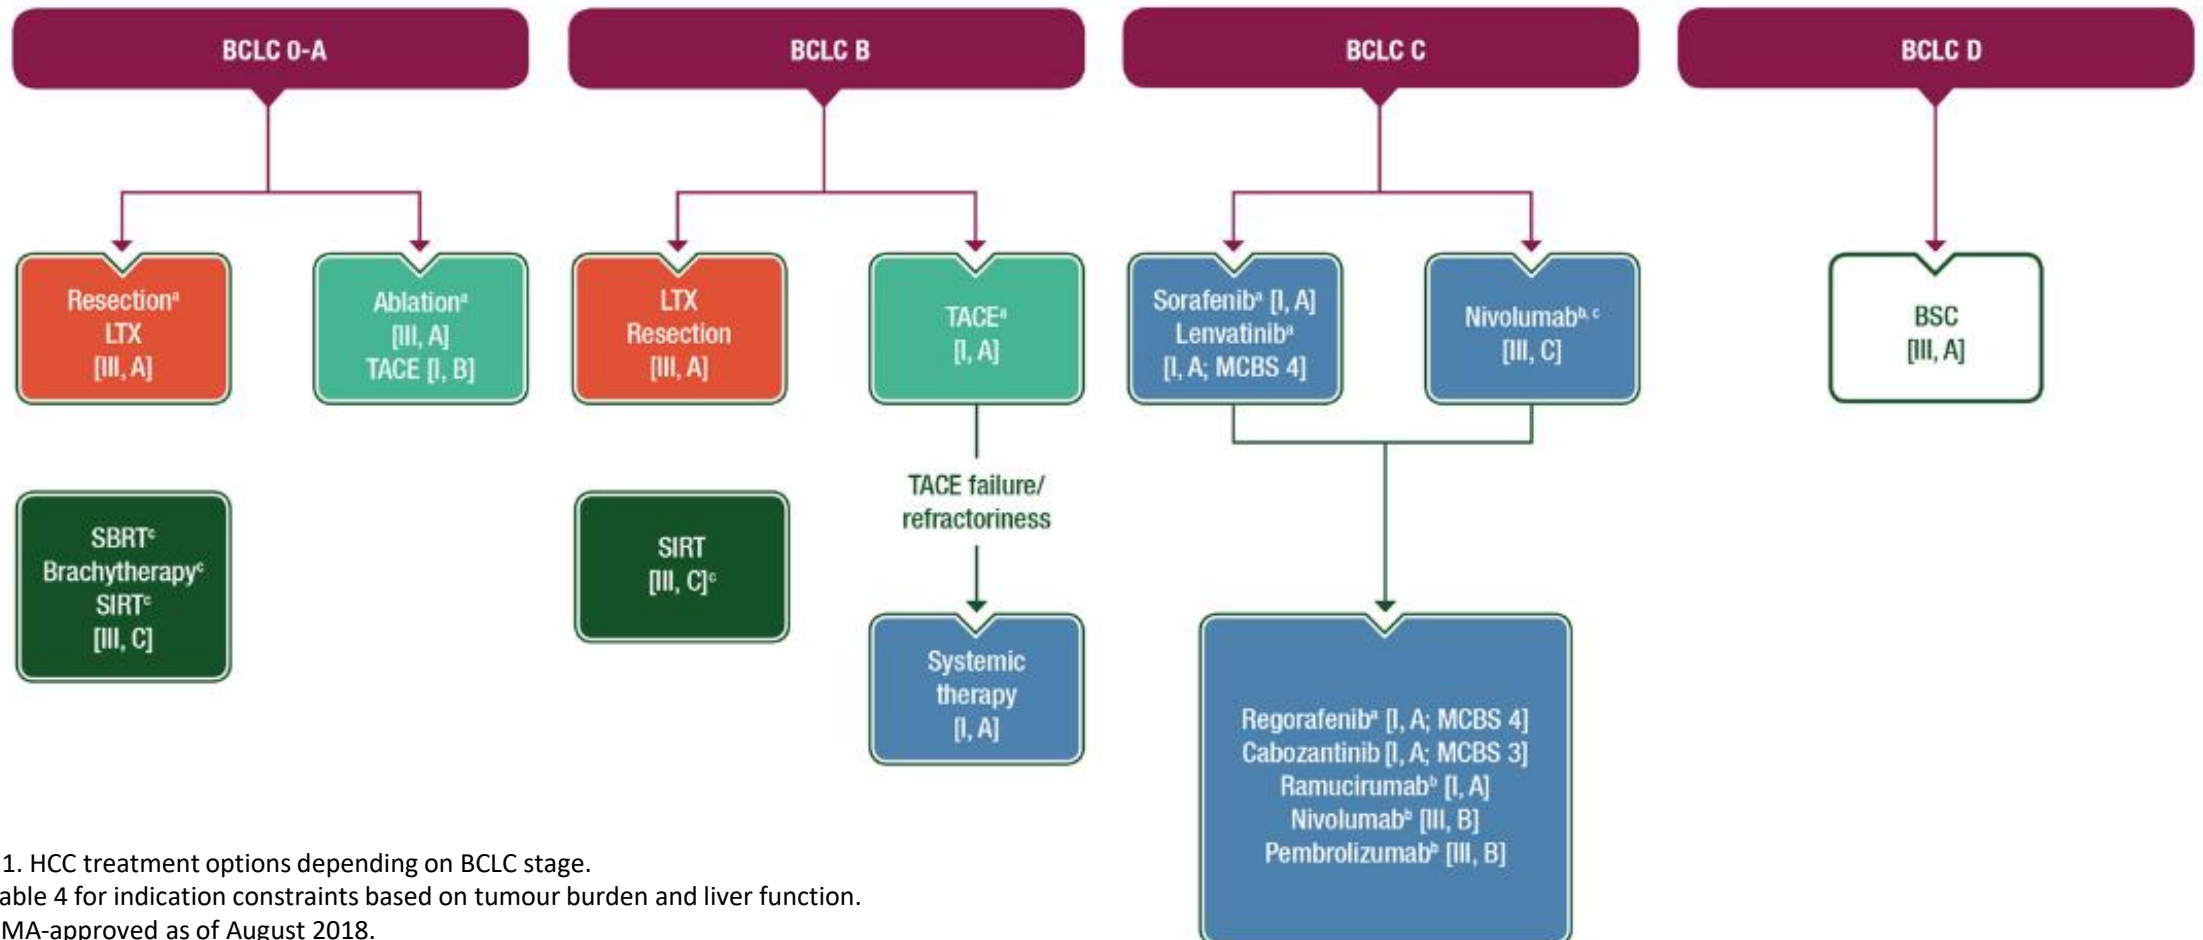 BCLC 0-A
BCLC B
BCLC C
BCLC D
Resectionᵃ
LTX
[III, A]
Ablationᵃ
[III, A]
TACE [I, B]
LTX
Resection
[III, A]
TACEᵃ
[I, A]
Sorafenibᵃ [I, A]
Lenvatinibᵃ
[I, A; MCBS 4]
Nivolumabᵇ, ᶜ
[III, C]
BSC
[III, A]
SBRTᶜ
Brachytherapyᶜ
SIRTᶜ
[III, C]
SIRT
[III, C]ᶜ
TACE failure/
refractoriness
Systemic
therapy
[I, A]
Regorafenibᵃ [I, A; MCBS 4]
Cabozantinib [I, A; MCBS 3]
Ramucirumabᵇ [I, A]
Nivolumabᵇ [III, B]
Pembrolizumabᵇ [III, B]
1. HCC treatment options depending on BCLC stage.
able 4 for indication constraints based on tumour burden and liver function.
MA-approved as of August 2018.